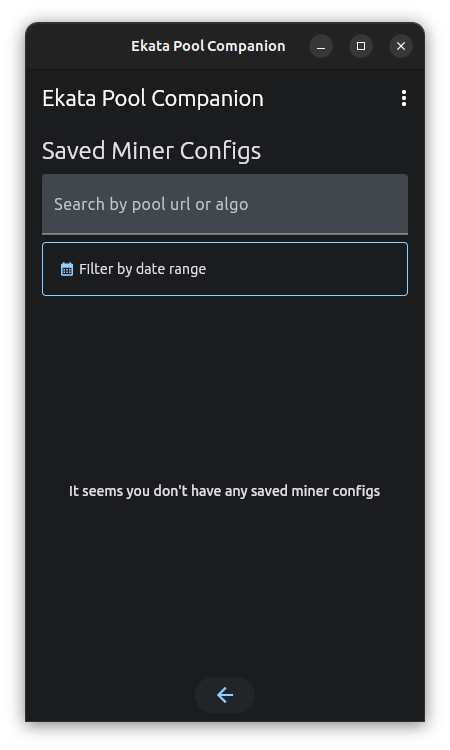 Ekata Pool Companion
Ekata Pool Companion
Saved Miner Configs
Search by pool url or algo
Filter by date range
It seems you don't have any saved miner configs